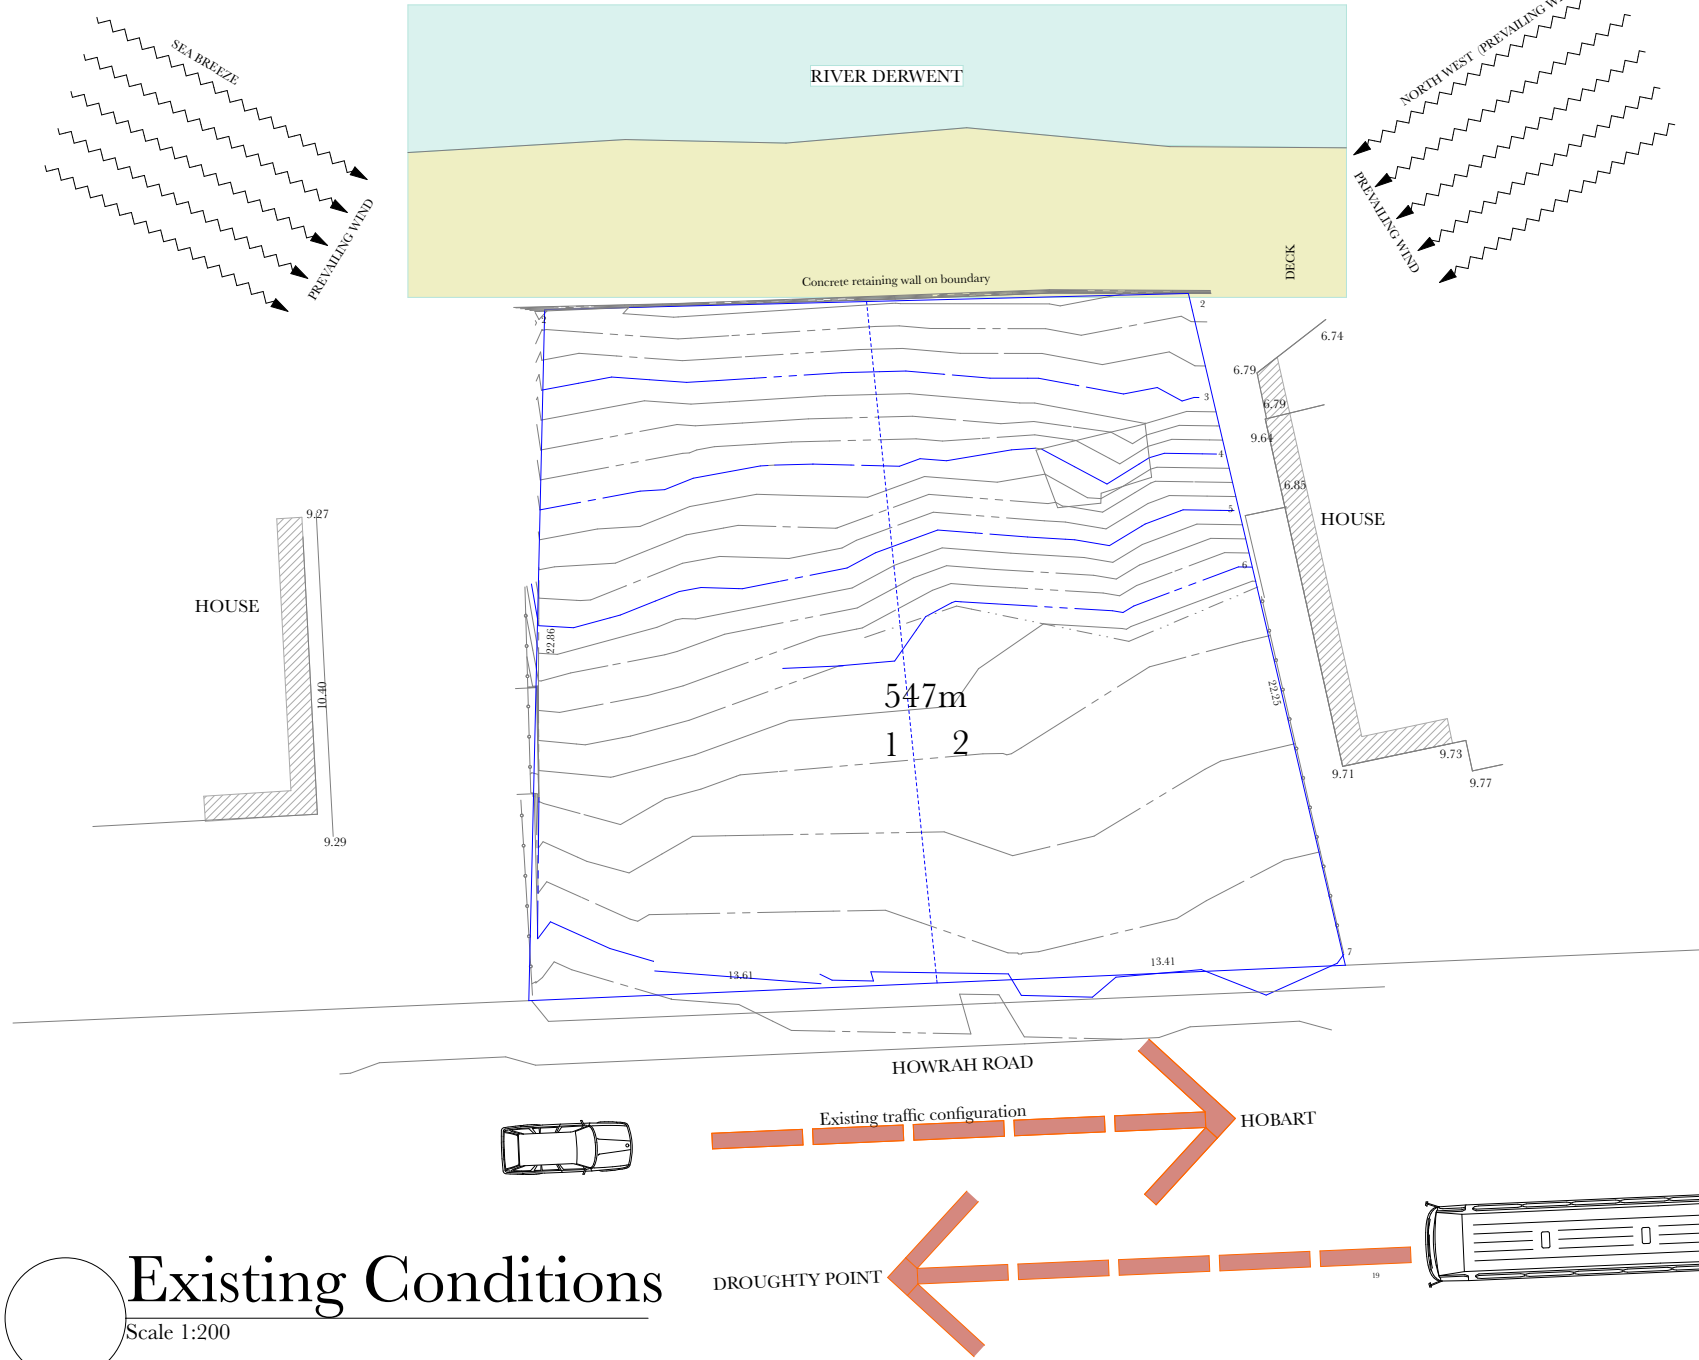 SEA BREEZE
NORTH WEST (PREVAILING
RIVER DERWENT
PREVAILING WIND
PREVAILING WIND
DECK
Concrete retaining wall on boundary
2
2
6.74
6.79
3
6.79
9.64
4
6.85
5
9.27
HOUSE
6
HOUSE
22.86
10.40
22.25
547m
1 2
9.73
9.71
9.77
9.29
7
13.61
13.41
HOWRAH ROAD
Existing traffic configuration
HOBART
DROUGHTY POINT
19
Existing Conditions
Scale 1:200